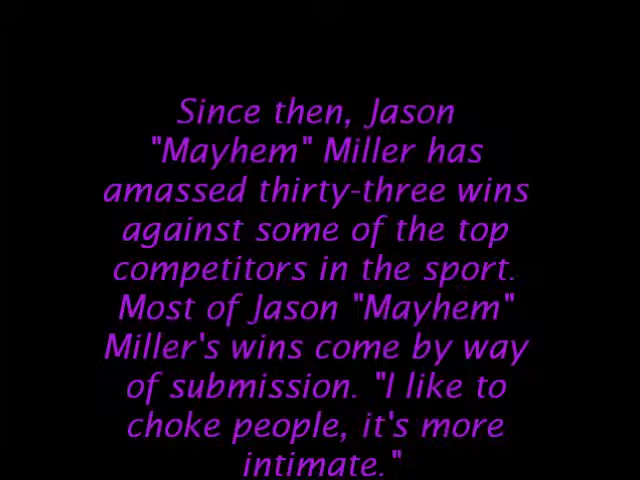 Since then, Jason
"Mayhem" Miller has
amassed thirty-three wins
against some of the top
competitors in the sport.
Most of Jason "Mayhem"
Miller's wins come by way
of submission. "I like to
choke people, it's more
intimate."